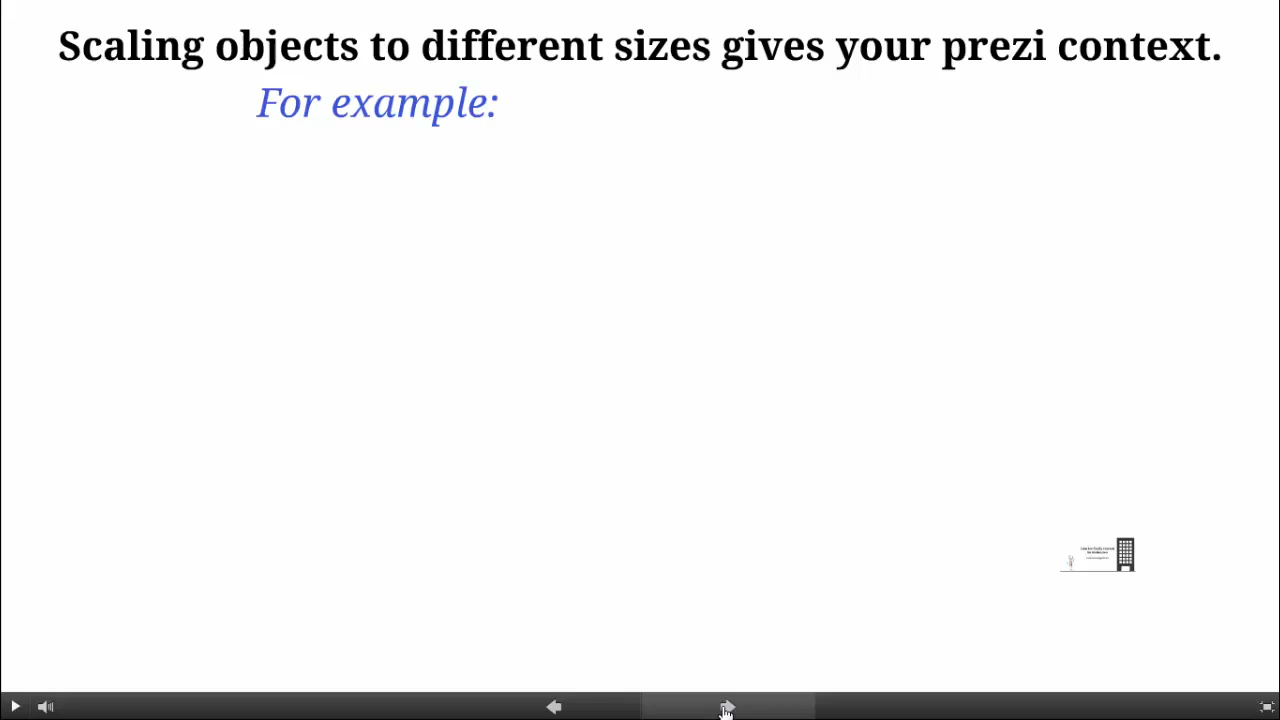 Scaling objects to different sizes gives your prezi context.
For example: